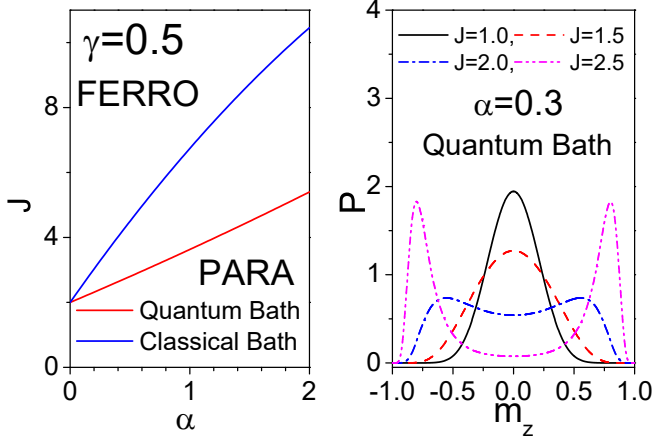 γ=0.5
FERRO
PARA
Quantum Bath
Classical Bath
J
0
4
8
0
1
2
α
J=1.0, J=1.5
J=2.0, J=2.5
α=0.3
Quantum Bath
P
4
3
2
1
0
-1.0 -0.5 0.0 0.5 1.0
m_z